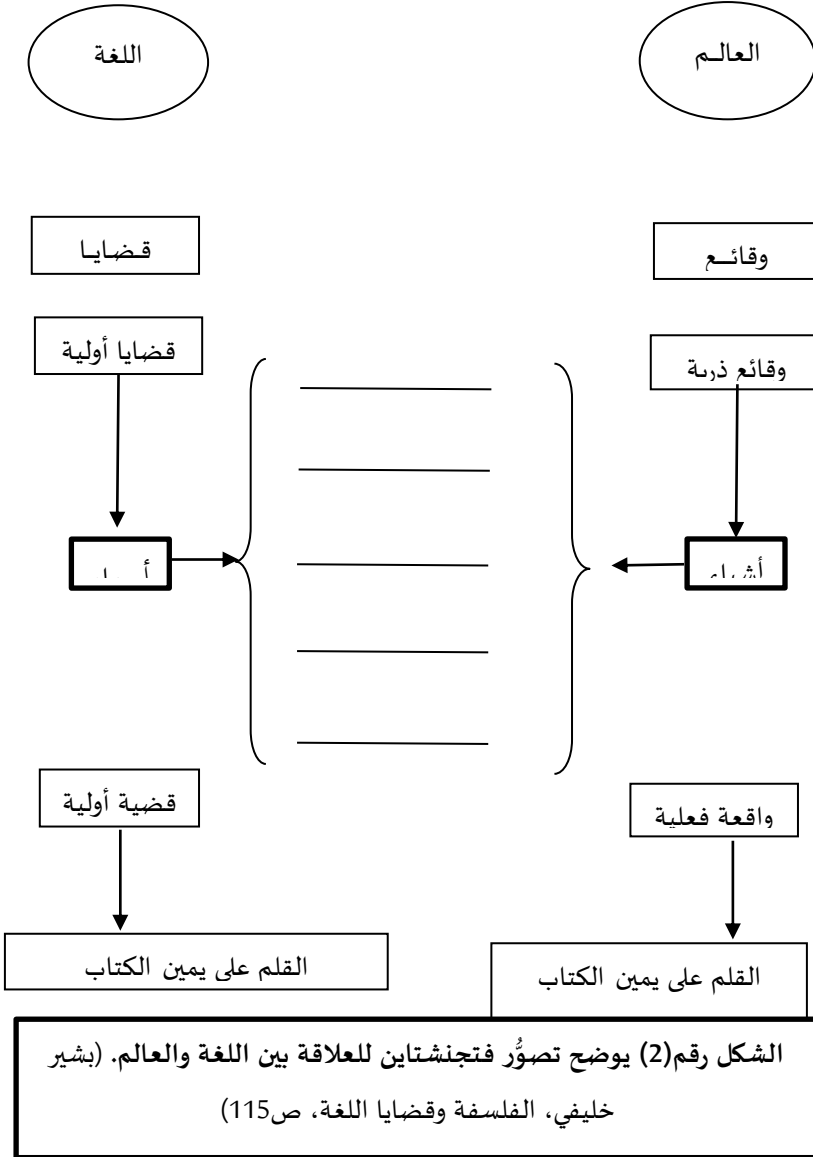 العالـم
اللغة
وقائـع
قـضايـا
وقائع ذرية
قضايا أولية
أشياء
واقعة فعلية
قضية أولية
القلم على يمين الكتاب
القلم على يمين الكتاب
الشكل رقم(2) يوضح تصوُّر فتجنشتاين للعلاقة بين اللغة والعالم. (بشير
خليفي، الفلسفة وقضايا اللغة، ص115)